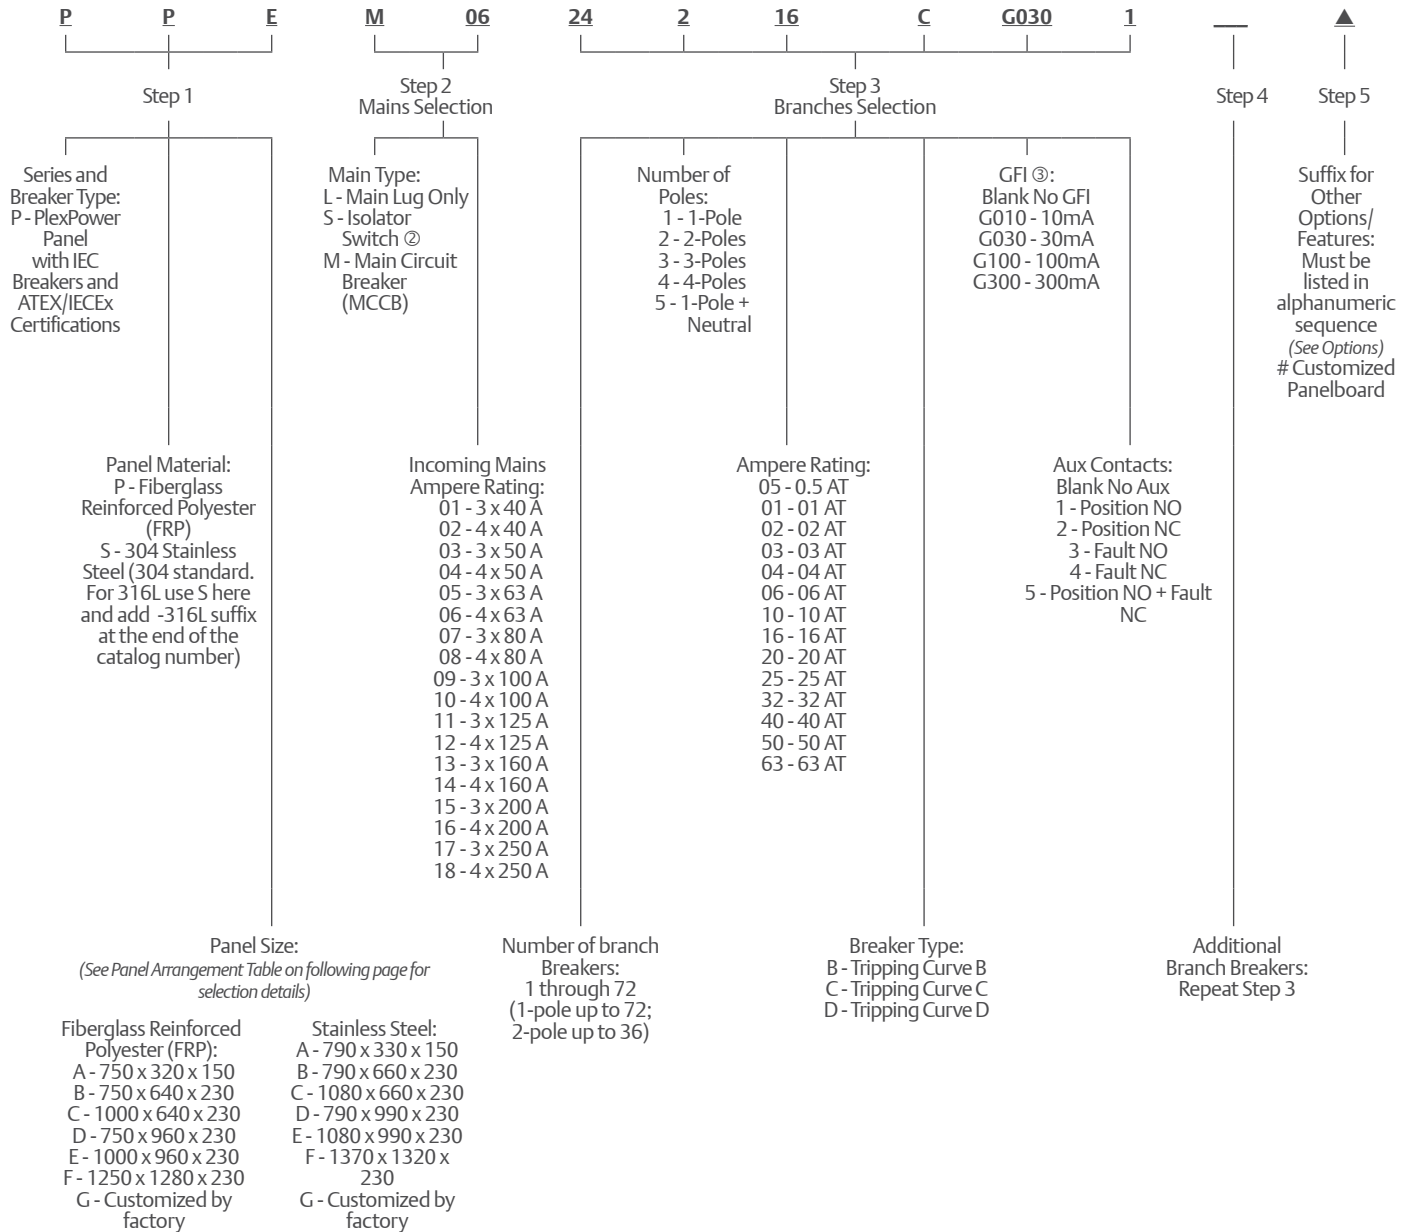 P P E M 06 24 2 16 C G030 1 ___ ▲
Step 1
Step 2
Mains Selection
Step 3
Branches Selection
Step 4
Step 5
Series and
Breaker Type:
P - PlexPower
Panel
with IEC
Breakers and
ATEX/IECEx
Certifications
Main Type:
L - Main Lug Only
S - Isolator
Switch ②
M - Main Circuit
Breaker
(MCCB)
Number of
Poles:
1 - 1-Pole
2 - 2-Poles
3 - 3-Poles
4 - 4-Poles
5 - 1-Pole +
Neutral
GFI ③:
Blank No GFI
G010 - 10mA
G030 - 30mA
G100 - 100mA
G300 - 300mA
Suffix for
Other
Options/
Features:
Must be
listed in
alphanumeric
sequence
(See Options)
# Customized
Panelboard
Panel Material:
P - Fiberglass
Reinforced Polyester
(FRP)
S - 304 Stainless
Steel (304 standard.
For 316L use S here
and add -316L suffix
at the end of the
catalog number)
Incoming Mains
Ampere Rating:
01 - 3 x 40 A
02 - 4 x 40 A
03 - 3 x 50 A
04 - 4 x 50 A
05 - 3 x 63 A
06 - 4 x 63 A
07 - 3 x 80 A
08 - 4 x 80 A
09 - 3 x 100 A
10 - 4 x 100 A
11 - 3 x 125 A
12 - 4 x 125 A
13 - 3 x 160 A
14 - 4 x 160 A
15 - 3 x 200 A
16 - 4 x 200 A
17 - 3 x 250 A
18 - 4 x 250 A
Ampere Rating:
05 - 0.5 AT
01 - 01 AT
02 - 02 AT
03 - 03 AT
04 - 04 AT
06 - 06 AT
10 - 10 AT
16 - 16 AT
20 - 20 AT
25 - 25 AT
32 - 32 AT
40 - 40 AT
50 - 50 AT
63 - 63 AT
Aux Contacts:
Blank No Aux
1 - Position NO
2 - Position NC
3 - Fault NO
4 - Fault NC
5 - Position NO + Fault
NC
Panel Size:
(See Panel Arrangement Table on following page for
selection details)
Fiberglass Reinforced
Polyester (FRP):
A - 750 x 320 x 150
B - 750 x 640 x 230
C - 1000 x 640 x 230
D - 750 x 960 x 230
E - 1000 x 960 x 230
F - 1250 x 1280 x 230
G - Customized by
factory
Stainless Steel:
A - 790 x 330 x 150
B - 790 x 660 x 230
C - 1080 x 660 x 230
D - 790 x 990 x 230
E - 1080 x 990 x 230
F - 1370 x 1320 x
230
G - Customized by
factory
Number of branch
Breakers:
1 through 72
(1-pole up to 72;
2-pole up to 36)
Breaker Type:
B - Tripping Curve B
C - Tripping Curve C
D - Tripping Curve D
Additional
Branch Breakers:
Repeat Step 3